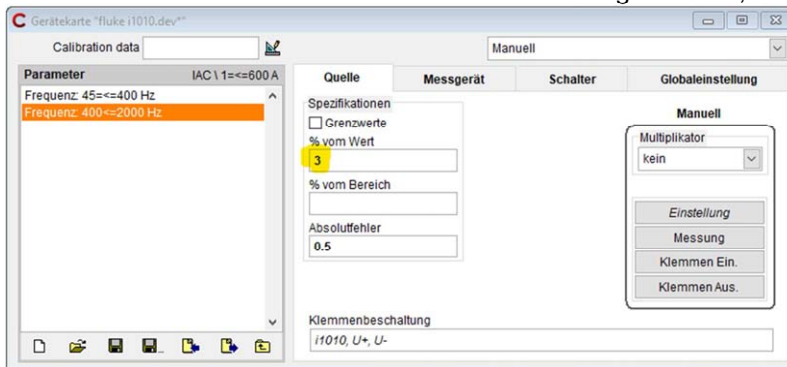 Gerätekarte "fluke i1010.dev*"
Calibration data
Manuell
Parameter IAC \ 1=<=600 A
Frequenz: 45=<=400 Hz
Frequenz: 400<=2000 Hz
Quelle Messgerät Schalter Globaleinstellung
Spezifikationen
Grenzwerte
% vom Wert
3
% vom Bereich
Absolutfehler
0.5
Manuell
Multiplikator
kein
Einstellung
Messung
Klemmen Ein.
Klemmen Aus.
Klemmenbeschaltung
i1010, U+, U-